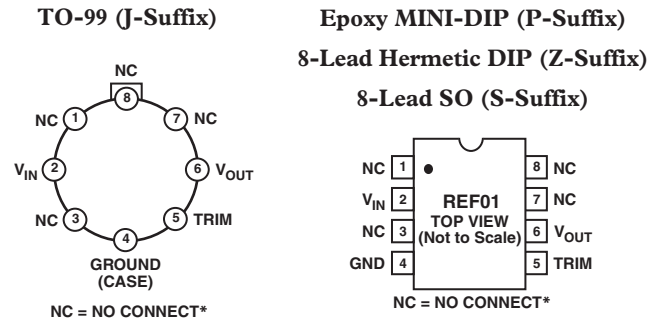 TO-99 (J-Suffix)
NC
8
NC 1
7 NC
VIN 2
6 VOUT
NC 3
5 TRIM
4
GROUND
(CASE)
NC = NO CONNECT*
Epoxy MINI-DIP (P-Suffix)
8-Lead Hermetic DIP (Z-Suffix)
8-Lead SO (S-Suffix)
NC 1
8 NC
VIN 2
REF01
7 NC
TOP VIEW
NC 3
(Not to Scale)
6 VOUT
GND 4
5 TRIM
NC = NO CONNECT*